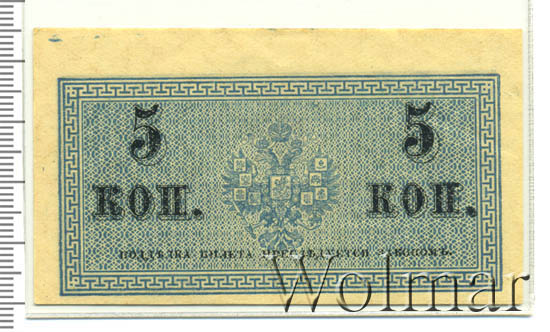 5 5
КОП. КОП.
ПОДДѢЛКА БИЛЕТА ПРЕСЛѢДУЕТСЯ ЗАКОНОМЪ.
Wolmar